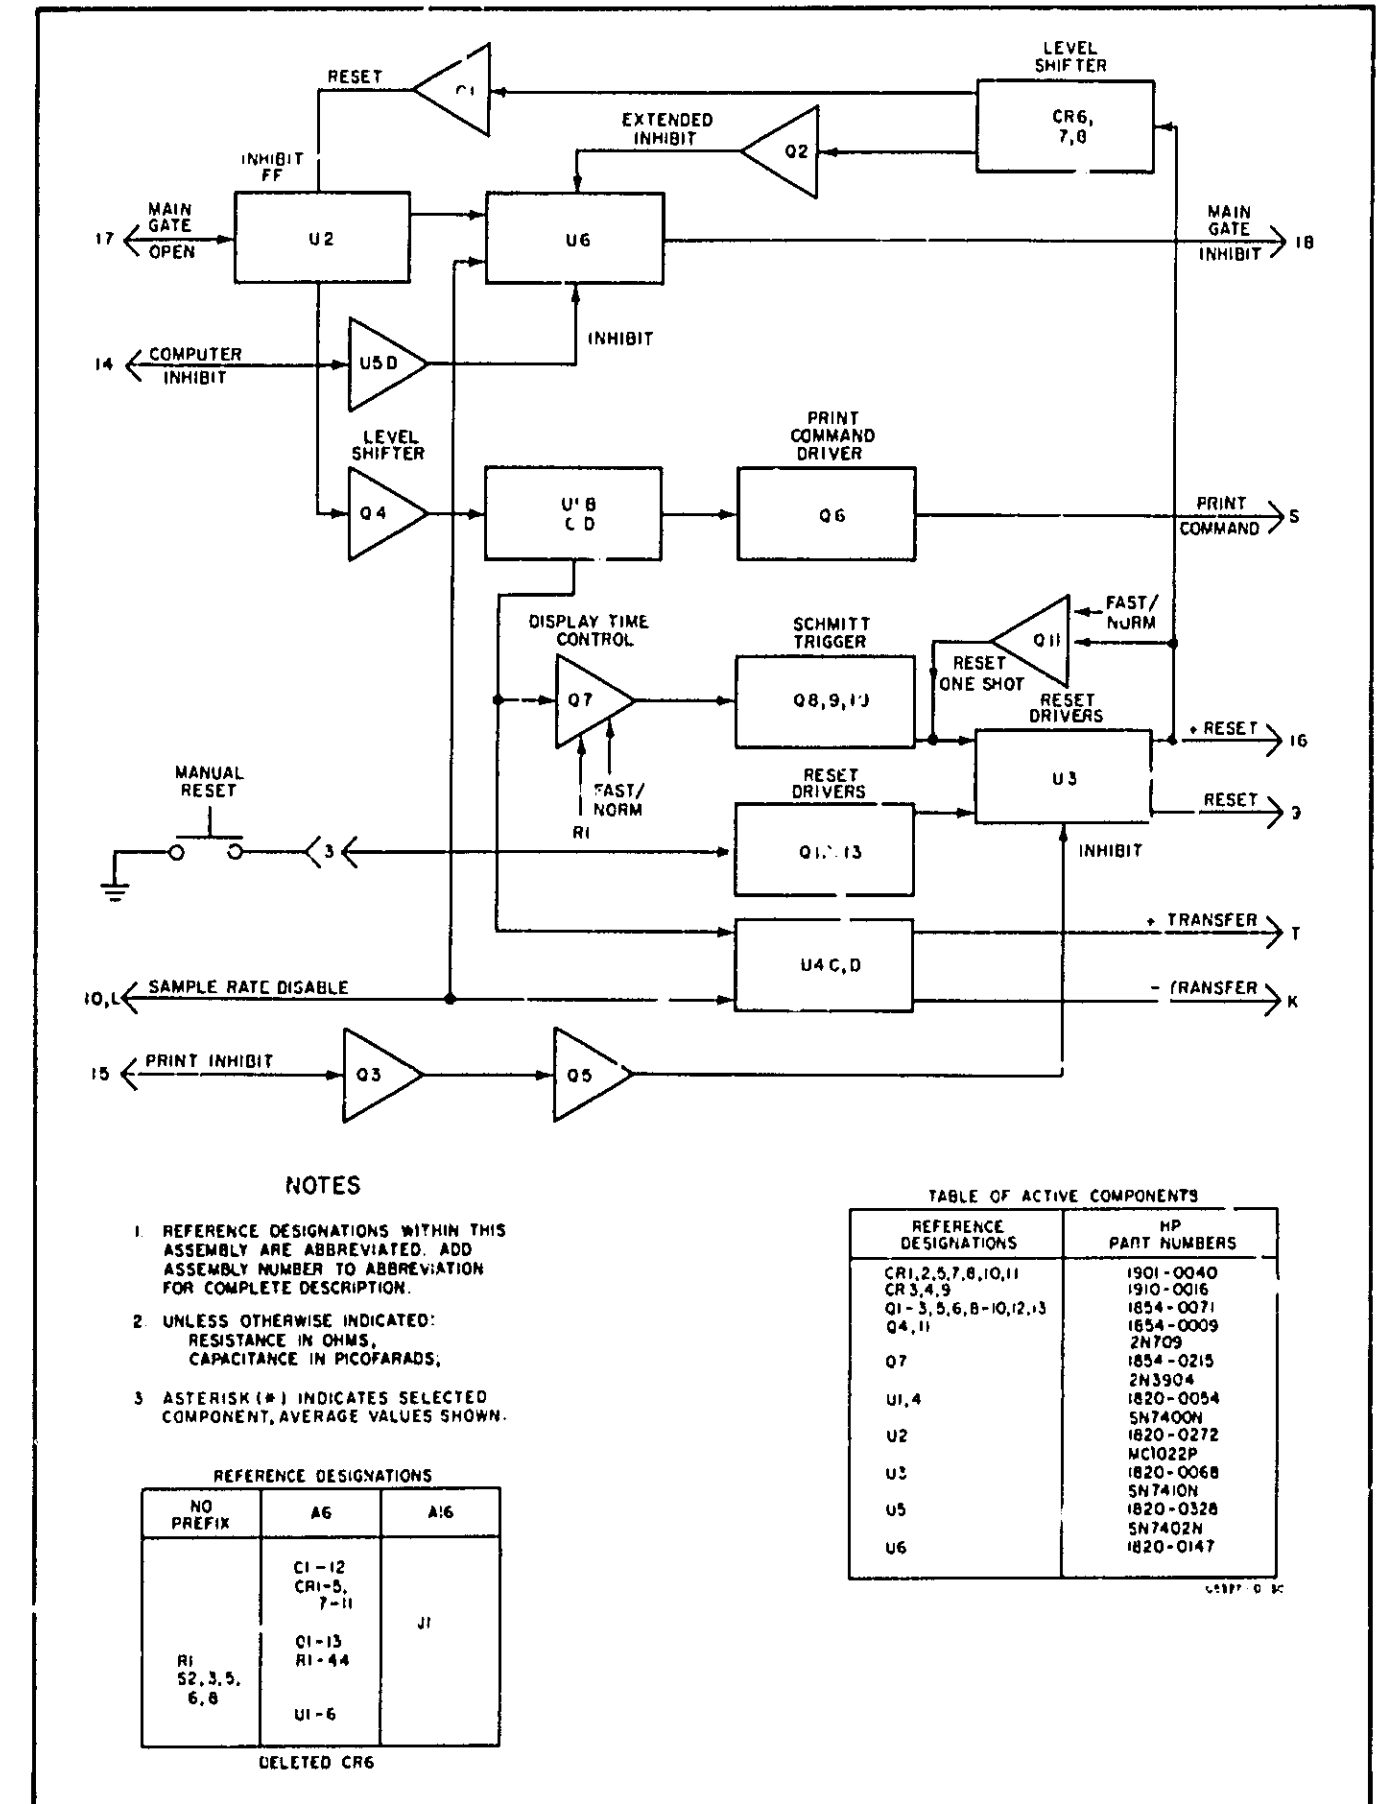 LEVEL
SHIFTER
RESET
CR6,
7,8
EXTENDED
INHIBIT
Q2
INHIBIT
FF
MAIN
GATE
OPEN
17
U2
U6
MAIN
GATE
INHIBIT
18
INHIBIT
14
COMPUTER
INHIBIT
U5D
LEVEL
SHIFTER
PRINT
COMMAND
DRIVER
Q4
C D
Q6
PRINT
COMMAND
S
DISPLAY TIME
CONTROL
SCHMITT
TRIGGER
FAST/
NORM
Q11
RESET
ONE SHOT
Q7
Q8,9,10
RESET
DRIVERS
+ RESET
16
U3
MANUAL
RESET
FAST/
NORM
R1
RESET
DRIVERS
RESET
9
3
INHIBIT
+ TRANSFER
T
U4C,D
10,L
SAMPLE RATE DISABLE
- TRANSFER
K
15
PRINT INHIBIT
Q3
Q5
NOTES
1. REFERENCE DESIGNATIONS WITHIN THIS
ASSEMBLY ARE ABBREVIATED. ADD
ASSEMBLY NUMBER TO ABBREVIATION
FOR COMPLETE DESCRIPTION.
2. UNLESS OTHERWISE INDICATED:
RESISTANCE IN OHMS,
CAPACITANCE IN PICOFARADS;
3 ASTERISK (*) INDICATES SELECTED
COMPONENT, AVERAGE VALUES SHOWN.
REFERENCE DESIGNATIONS
NO PREFIX A6 A16
C1-12
CR1-5,
7-11
J1
Q1-13
R1 R1-44
S2,3,5,
6,8
U1-6
DELETED CR6
TABLE OF ACTIVE COMPONENTS
REFERENCE DESIGNATIONS HP PART NUMBERS
CR1,2,5,7,8,10,11 1901-0040
CR3,4,9 1910-0016
Q1-3,5,6,8-10,12,13 1854-0071
Q4,11 1854-0009
2N709
Q7 1854-0215
2N3904
U1,4 1820-0054
SN7400N
U2 1820-0272
MC1022P
U3 1820-0068
SN7410N
U5 1820-0328
SN7402N
U6 1820-0147